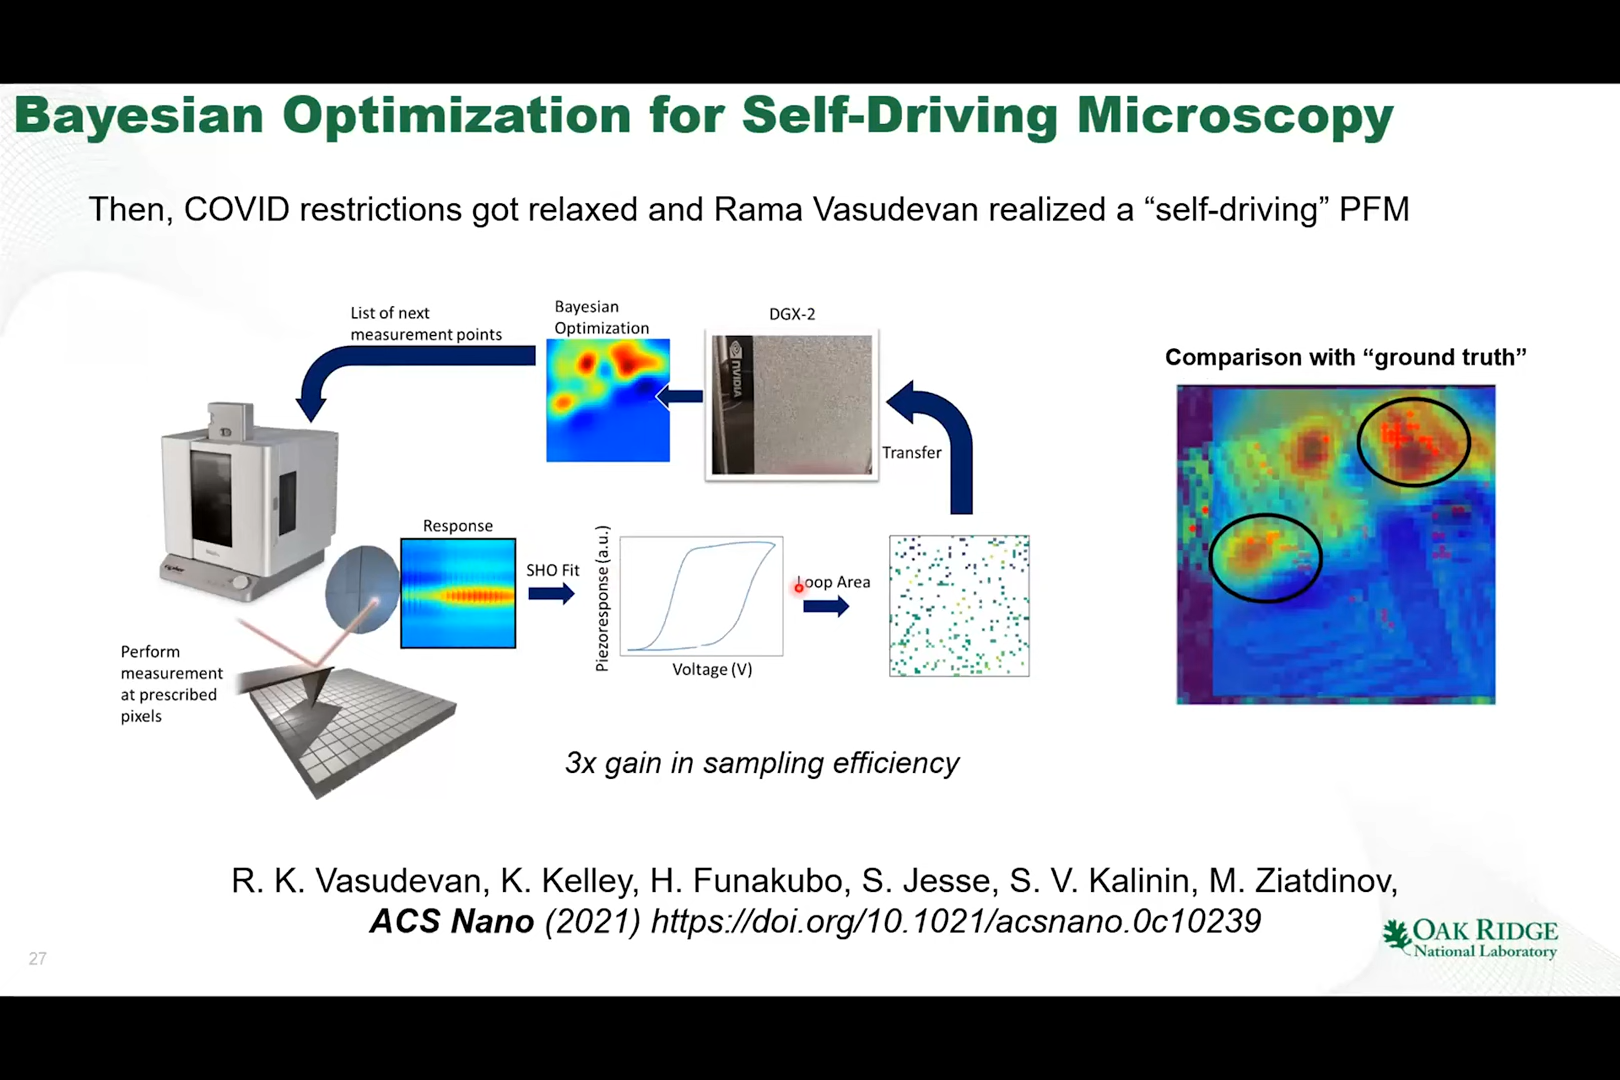 Bayesian Optimization for Self-Driving Microscopy
Then, COVID restrictions got relaxed and Rama Vasudevan realized a “self-driving” PFM
List of next
measurement points
Bayesian
Optimization
DGX-2
NVIDIA
Transfer
Comparison with “ground truth”
Response
SHO Fit
Piezoresponse (a.u.)
Voltage (V)
Loop Area
Perform
measurement
at prescribed
pixels
3x gain in sampling efficiency
R. K. Vasudevan, K. Kelley, H. Funakubo, S. Jesse, S. V. Kalinin, M. Ziatdinov,
ACS Nano (2021) https://doi.org/10.1021/acsnano.0c10239
OAK RIDGE
National Laboratory
27